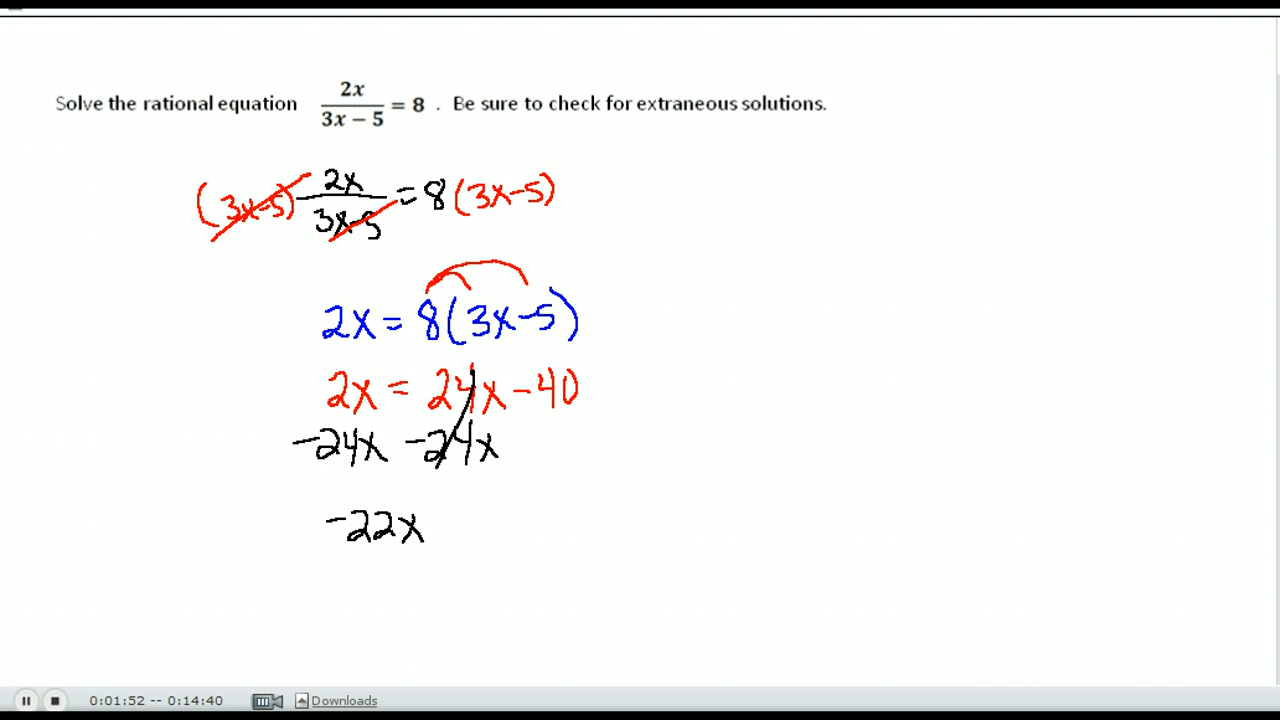 Solve the rational equation 2x / 3x − 5 = 8 . Be sure to check for extraneous solutions.
(3x-5) 2x / 3x-5 = 8 (3x-5)
2x = 8(3x-5)
2x = 24x -40
-24x -24x
-22x
0:01:52 -- 0:14:40 Downloads